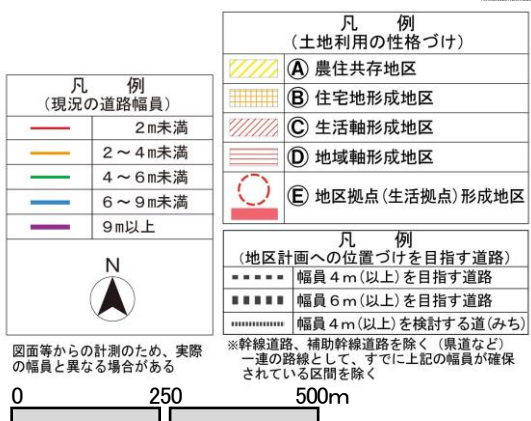 凡 例
(現況の道路幅員)
2m未満
2～4m未満
4～6m未満
6～9m未満
9m以上
N
図面等からの計測のため、実際
の幅員と異なる場合がある
凡 例
(土地利用の性格づけ)
Ⓐ 農住共存地区
Ⓑ 住宅地形成地区
Ⓒ 生活軸形成地区
Ⓓ 地域軸形成地区
Ⓔ 地区拠点(生活拠点)形成地区
凡 例
(地区計画への位置づけを目指す道路)
幅員4m(以上)を目指す道路
幅員6m(以上)を目指す道路
幅員4m(以上)を検討する道(みち)
※幹線道路、補助幹線道路を除く(県道など)
一連の路線として、すでに上記の幅員が確保
されている区間を除く
0 250 500m